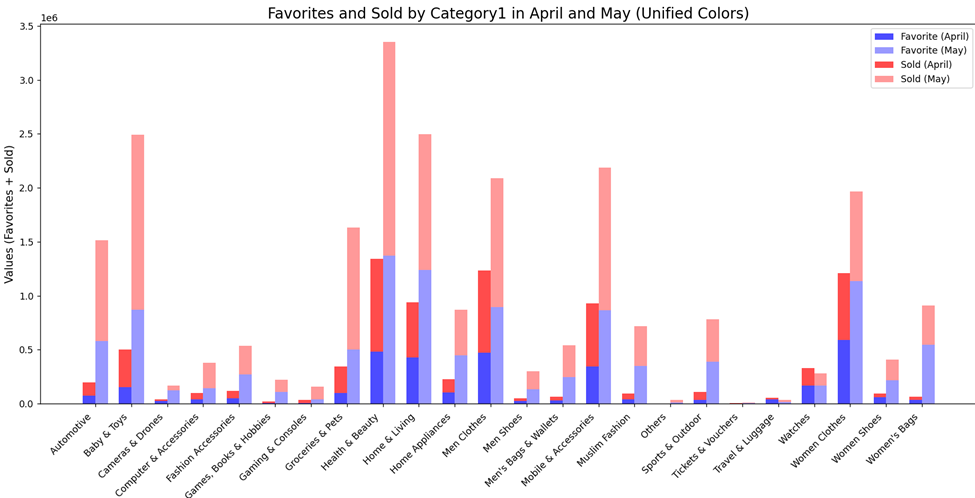 Favorites and Sold by Category1 in April and May (Unified Colors)
1e6
3.5
3.0
2.5
2.0
1.5
1.0
0.5
0.0
Values (Favorites + Sold)
Favorite (April)
Favorite (May)
Sold (April)
Sold (May)
Automotive
Baby & Toys
Cameras & Drones
Computer & Accessories
Fashion Accessories
Games, Books & Hobbies
Gaming & Consoles
Groceries & Pets
Health & Beauty
Home & Living
Home Appliances
Men Clothes
Men Shoes
Men's Bags & Wallets
Mobile & Accessories
Muslim Fashion
Others
Sports & Outdoor
Tickets & Vouchers
Travel & Luggage
Watches
Women Clothes
Women Shoes
Women's Bags